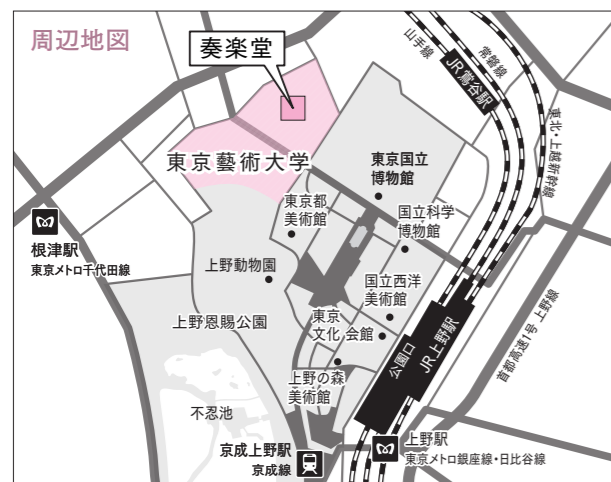 周辺地図
奏楽堂
山手線
常磐線
JR鶯谷駅
東北・上越新幹線
東京藝術大学
東京国立
博物館
東京都
美術館
国立科学
博物館
根津駅
東京メトロ千代田線
上野動物園
国立西洋
美術館
上野恩賜公園
東京
文化会館
公園口
JR上野駅
首都高速1号 上野線
上野の森
美術館
不忍池
京成上野駅
京成線
上野駅
東京メトロ銀座線・日比谷線